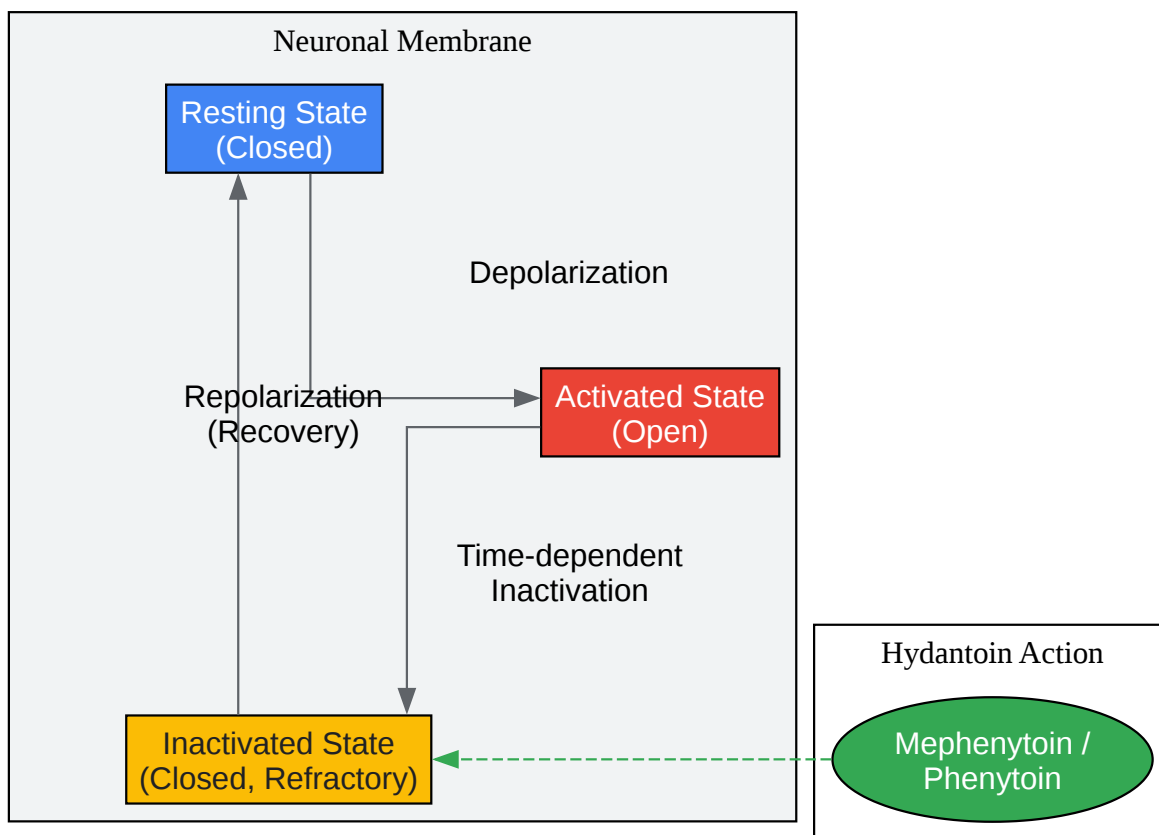 Neuronal Membrane
Resting State
(Closed)
Depolarization
Repolarization
(Recovery)
Activated State
(Open)
Time-dependent
Inactivation
Hydantoin Action
Inactivated State
(Closed, Refractory)
Mephenytoin /
Phenytoin